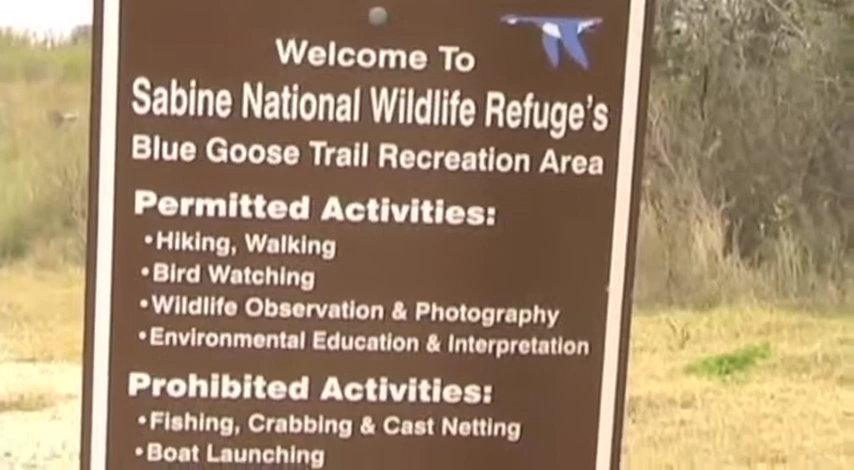 Welcome To
Sabine National Wildlife Refuge's
Blue Goose Trail Recreation Area
Permitted Activities:
•Hiking, Walking
•Bird Watching
•Wildlife Observation & Photography
•Environmental Education & Interpretation
Prohibited Activities:
•Fishing, Crabbing & Cast Netting
•Boat Launching